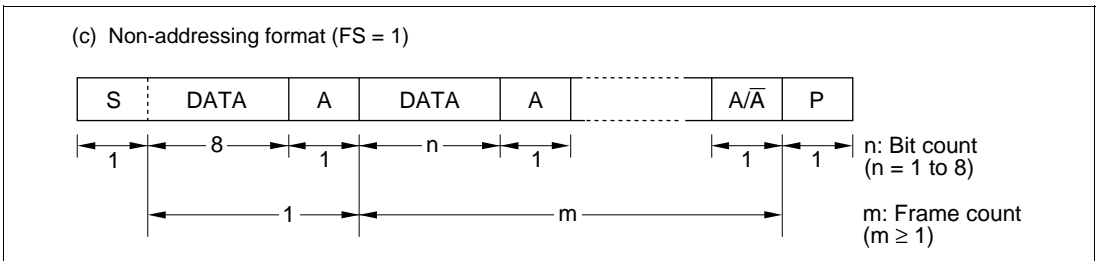 (c) Non-addressing format (FS = 1)
S DATA A DATA A A/A̅ P
1 8 1 n 1 1 1
n: Bit count
(n = 1 to 8)
1 m
m: Frame count
(m ≥ 1)